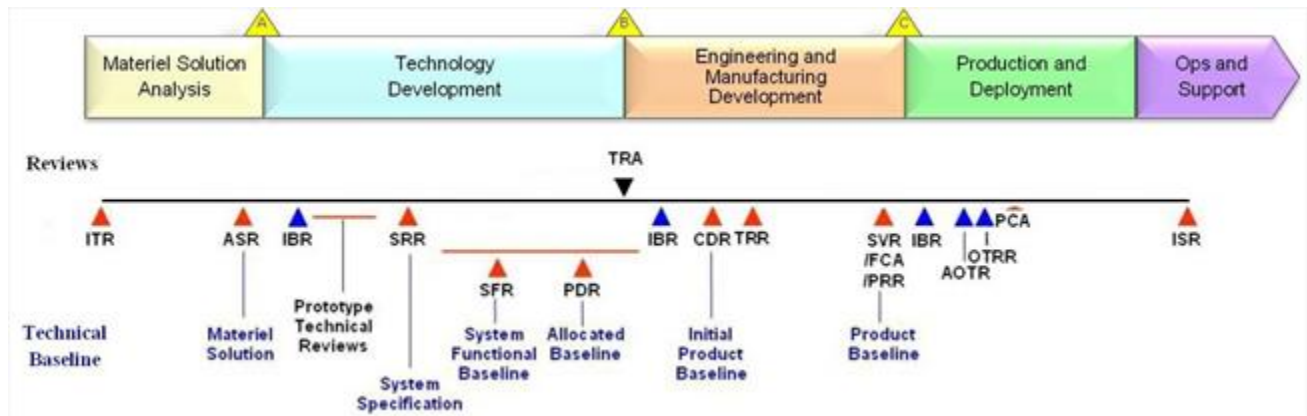 A
B
C
Materiel Solution
Analysis
Technology
Development
Engineering and
Manufacturing
Development
Production and
Deployment
Ops and
Support
Reviews
TRA
ITR
ASR
IBR
SRR
IBR
CDR
TRR
SVR
/FCA
/PRR
IBR
AOTR
OTRR
PCA
ISR
SFR
PDR
Prototype
Technical
Reviews
Technical
Baseline
Materiel
Solution
System
Specification
System
Functional
Baseline
Allocated
Baseline
Initial
Product
Baseline
Product
Baseline